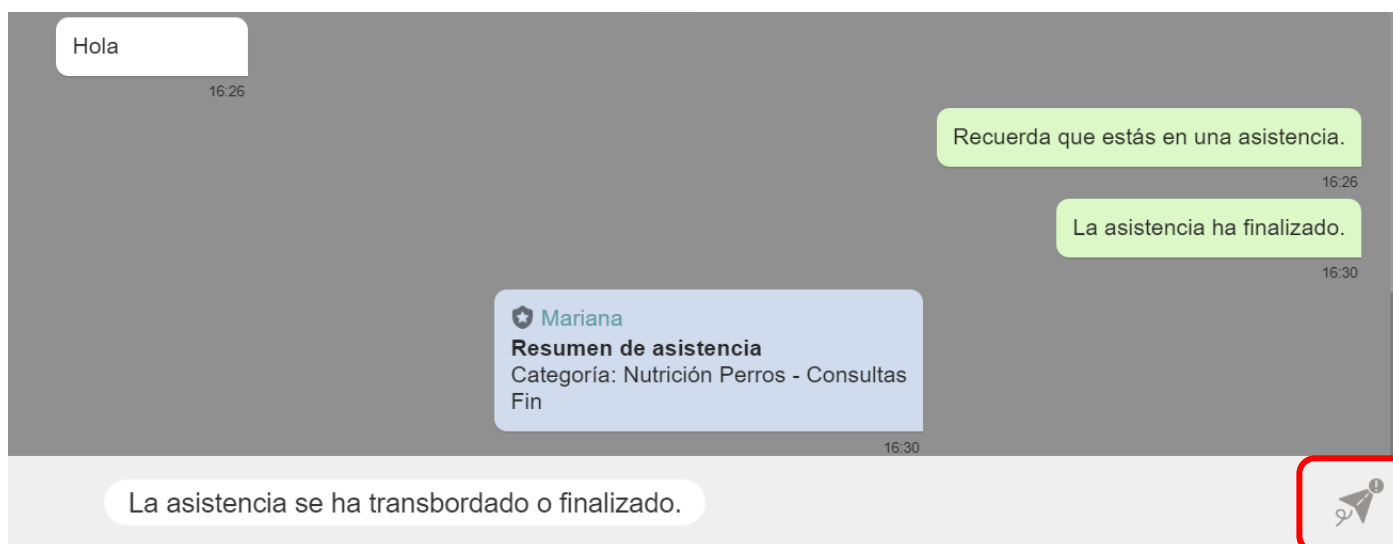 Hola
16:26
Recuerda que estás en una asistencia.
16:26
La asistencia ha finalizado.
16:30
Mariana
Resumen de asistencia
Categoría: Nutrición Perros - Consultas
Fin
16:30
La asistencia se ha transbordado o finalizado.